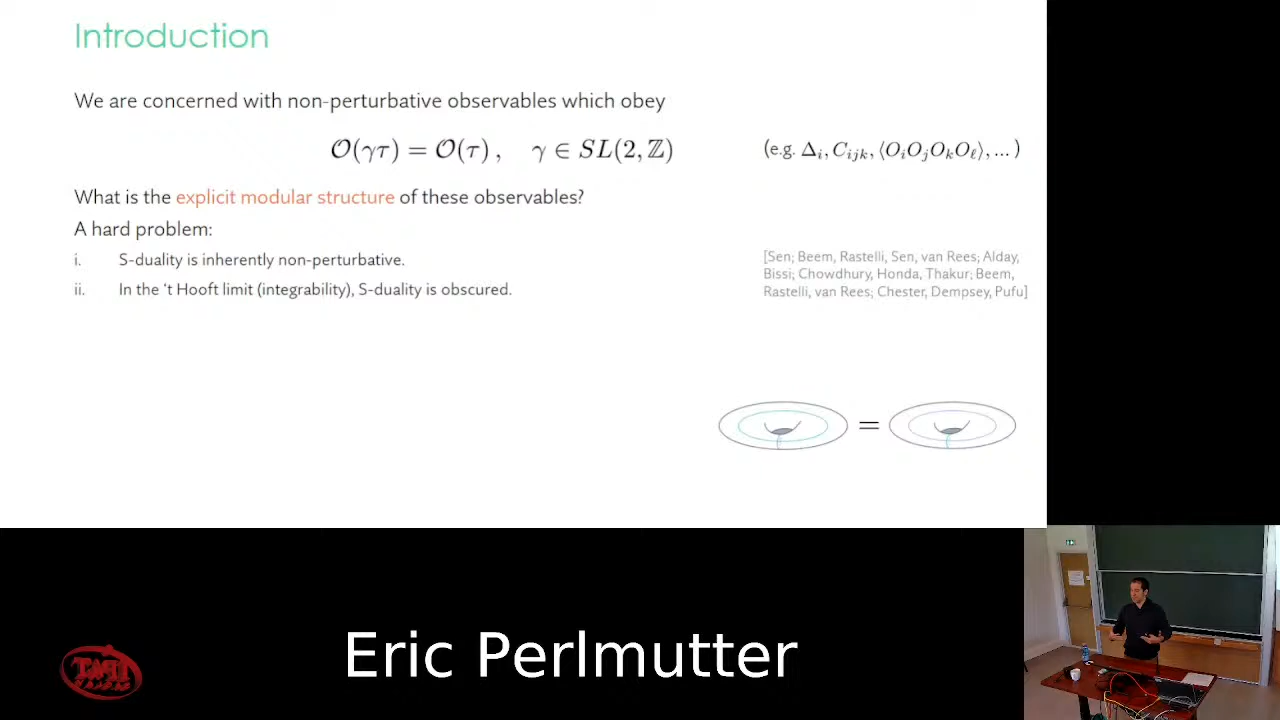 Introduction
We are concerned with non-perturbative observables which obey
𝒪(γτ) = 𝒪(τ), γ ∈ SL(2, ℤ) (e.g. Δᵢ, Cᵢⱼₖ, ⟨OᵢOⱼOₖOℓ⟩, … )
What is the explicit modular structure of these observables?
A hard problem:
i. S-duality is inherently non-perturbative.
ii. In the ‘t Hooft limit (integrability), S-duality is obscured.
[Sen; Beem, Rastelli, Sen, van Rees; Alday,
Bissi; Chowdhury, Honda, Thakur; Beem,
Rastelli, van Rees; Chester, Dempsey, Pufu]
=
Eric Perlmutter